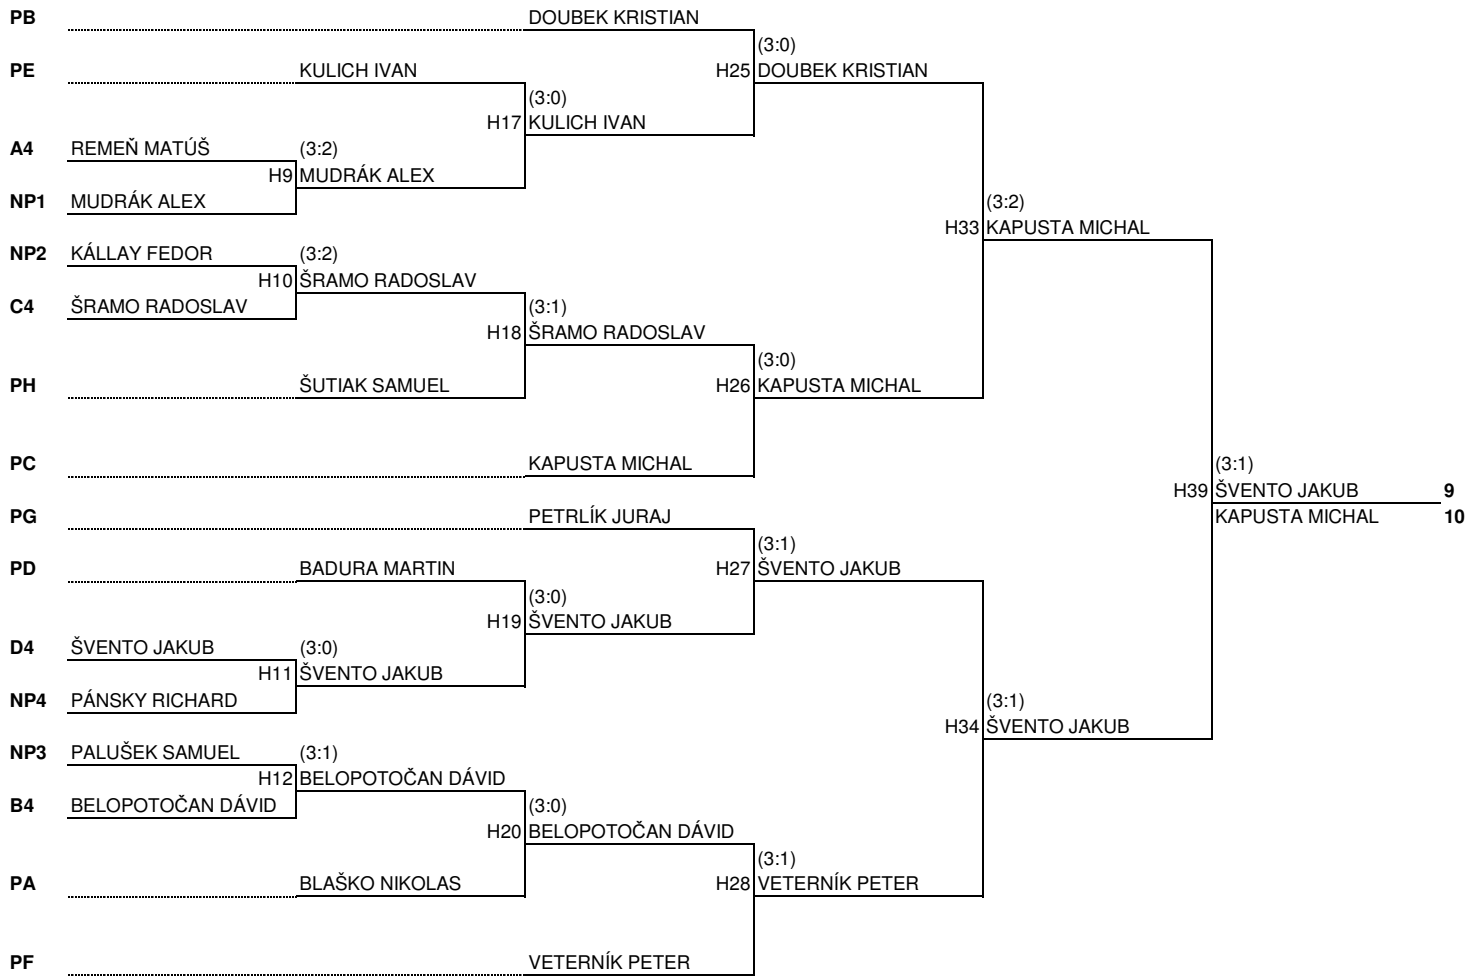 PB DOUBEK KRISTIAN
(3:0)
PE KULICH IVAN H25 DOUBEK KRISTIAN
(3:0)
H17 KULICH IVAN
A4 REMEŇ MATÚŠ (3:2)
H9 MUDRÁK ALEX
NP1 MUDRÁK ALEX (3:2)
H33 KAPUSTA MICHAL
NP2 KÁLLAY FEDOR (3:2)
H10 ŠRAMO RADOSLAV
C4 ŠRAMO RADOSLAV (3:1)
H18 ŠRAMO RADOSLAV
(3:0)
PH ŠUTIAK SAMUEL H26 KAPUSTA MICHAL
PC KAPUSTA MICHAL (3:1)
H39 ŠVENTO JAKUB 9
PG PETRLÍK JURAJ KAPUSTA MICHAL 10
(3:1)
PD BADURA MARTIN H27 ŠVENTO JAKUB
(3:0)
H19 ŠVENTO JAKUB
D4 ŠVENTO JAKUB (3:0)
H11 ŠVENTO JAKUB
NP4 PÁNSKY RICHARD (3:1)
H34 ŠVENTO JAKUB
NP3 PALUŠEK SAMUEL (3:1)
H12 BELOPOTOČAN DÁVID
B4 BELOPOTOČAN DÁVID (3:0)
H20 BELOPOTOČAN DÁVID
(3:1)
PA BLAŠKO NIKOLAS H28 VETERNÍK PETER
PF VETERNÍK PETER